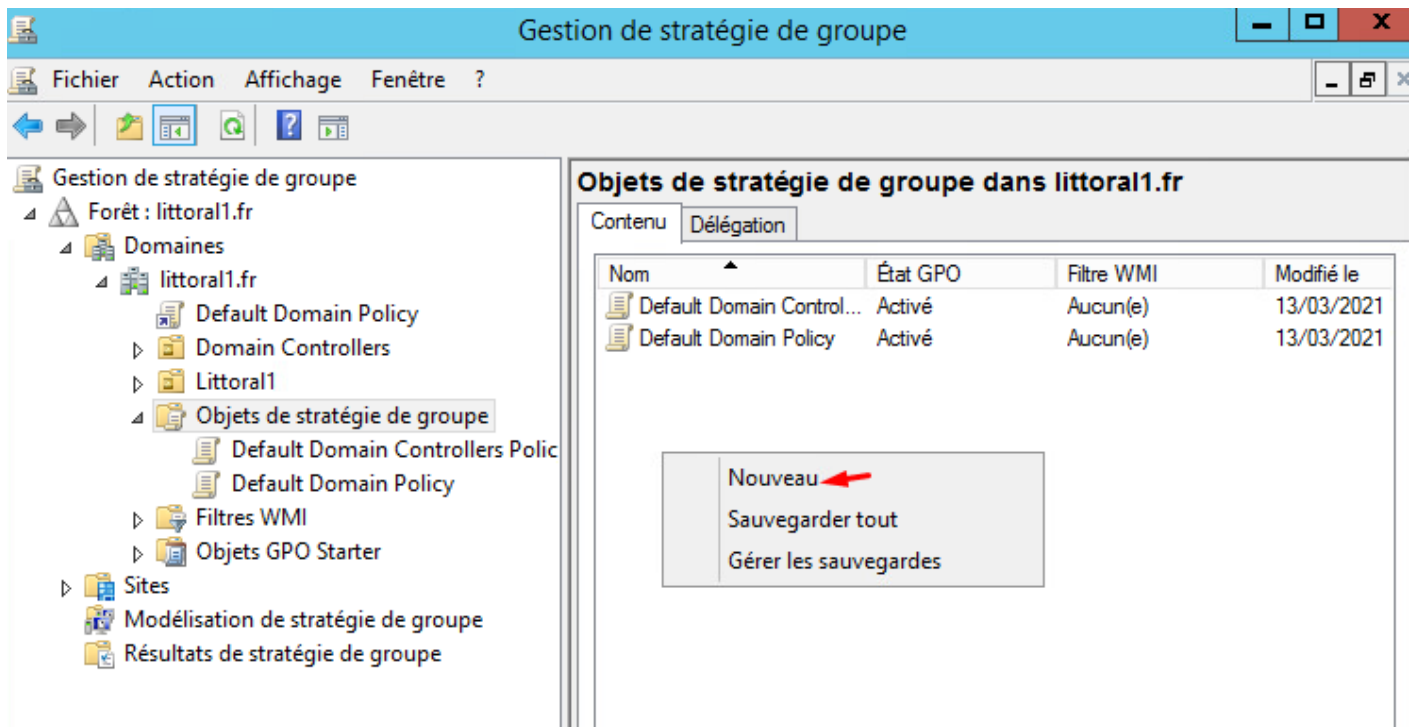 Gestion de stratégie de groupe
Fichier Action Affichage Fenêtre ?
Gestion de stratégie de groupe
Forêt : littoral1.fr
Domaines
littoral1.fr
Default Domain Policy
Domain Controllers
Littoral1
Objets de stratégie de groupe
Default Domain Controllers Polic
Default Domain Policy
Filtres WMI
Objets GPO Starter
Sites
Modélisation de stratégie de groupe
Résultats de stratégie de groupe
Objets de stratégie de groupe dans littoral1.fr
Contenu Délégation
Nom État GPO Filtre WMI Modifié le
Default Domain Control... Activé Aucun(e) 13/03/2021
Default Domain Policy Activé Aucun(e) 13/03/2021
Nouveau
Sauvegarder tout
Gérer les sauvegardes